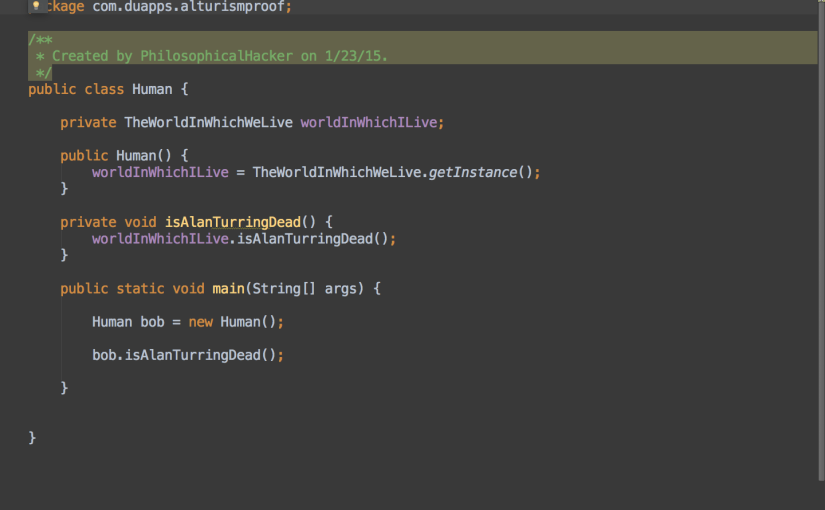 ckage com.duapps.alturismproof;
/**
 * Created by PhilosophicalHacker on 1/23/15.
 */
public class Human {
    private TheWorldInWhichWeLive worldInWhichILive;
    public Human() {
        worldInWhichILive = TheWorldInWhichWeLive.getInstance();
    }
    private void isAlanTurringDead() {
        worldInWhichILive.isAlanTurringDead();
    }
    public static void main(String[] args) {
        Human bob = new Human();
        bob.isAlanTurringDead();
    }
}